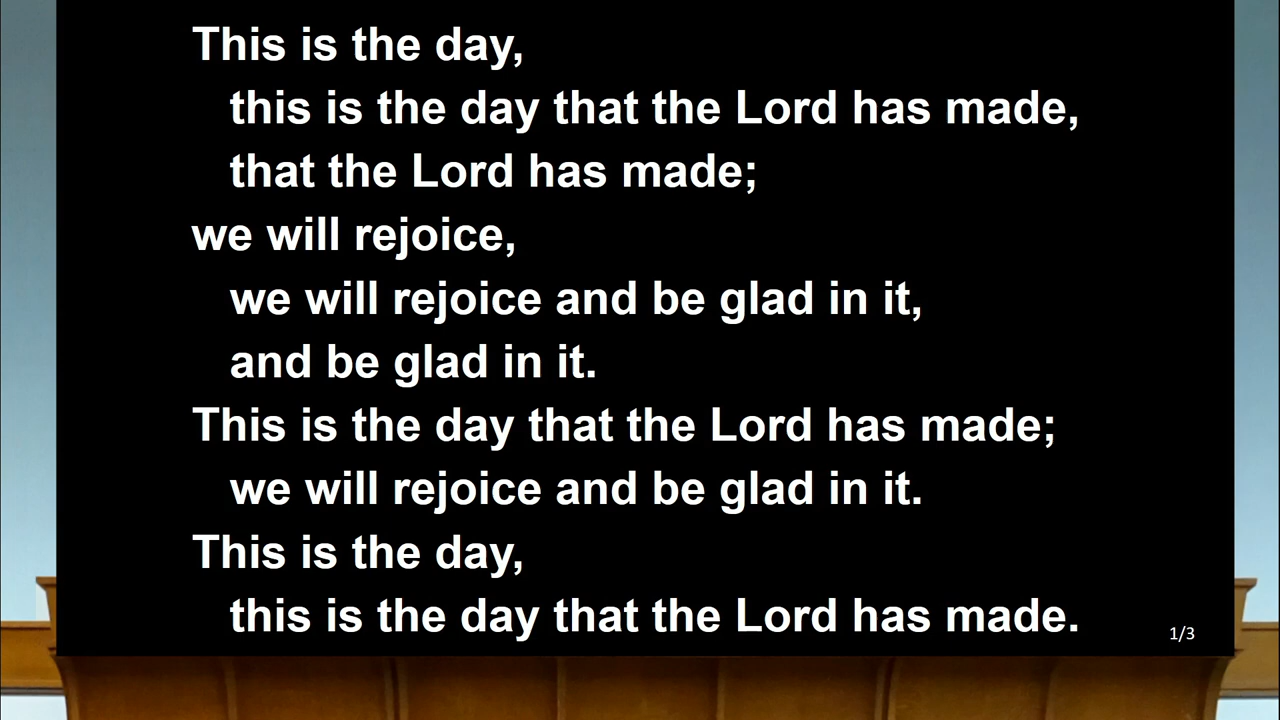 This is the day,
this is the day that the Lord has made,
that the Lord has made;
we will rejoice,
we will rejoice and be glad in it,
and be glad in it.
This is the day that the Lord has made;
we will rejoice and be glad in it.
This is the day,
this is the day that the Lord has made.
1/3